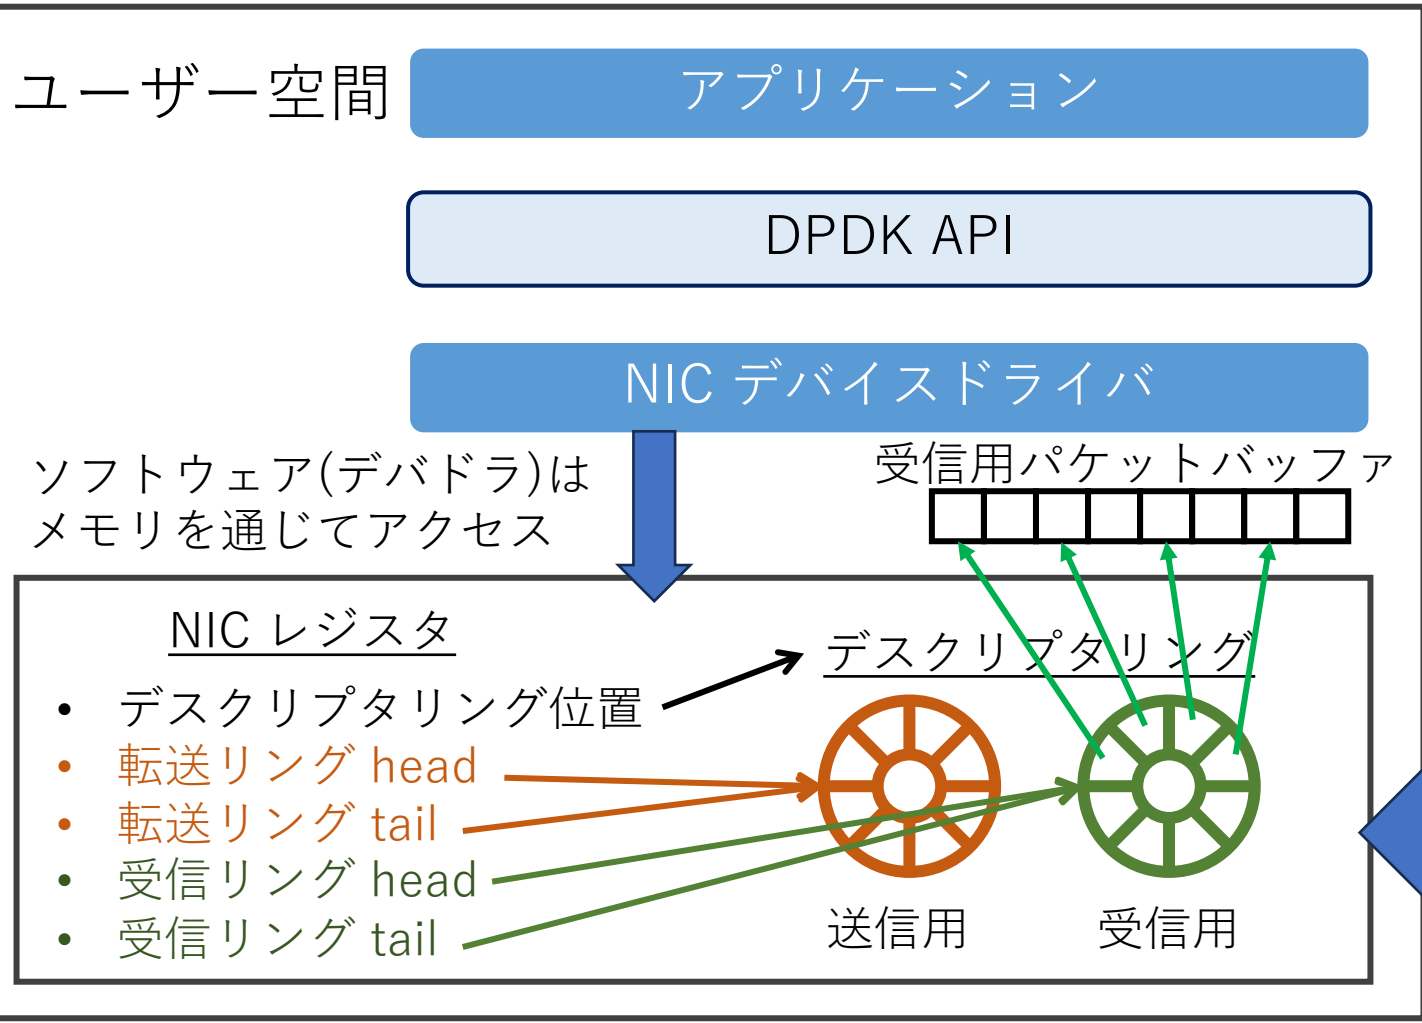 ユーザー空間
アプリケーション
DPDK API
NIC デバイスドライバ
ソフトウェア(デバドラ)は
メモリを通じてアクセス
受信用パケットバッファ
NIC レジスタ
• デスクリプタリング位置
• 転送リング head
• 転送リング tail
• 受信リング head
• 受信リング tail
デスクリプタリング
送信用
受信用